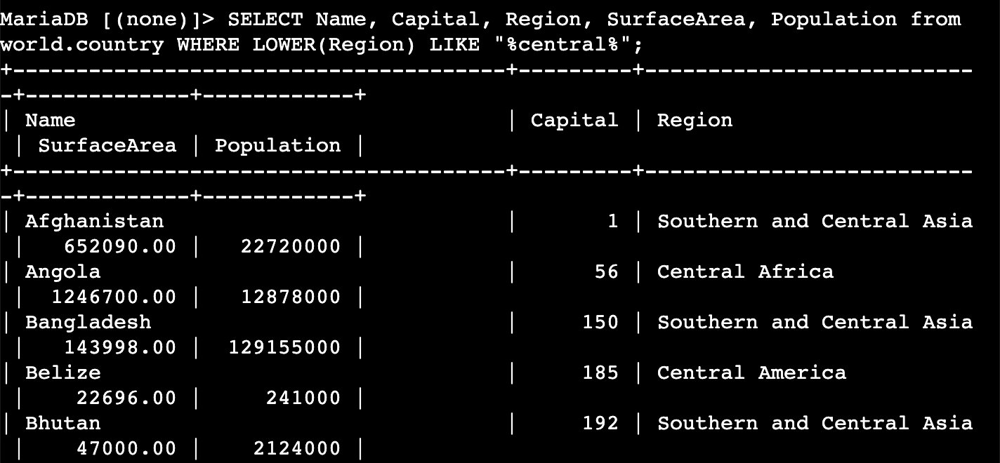 MariaDB [(none)]> SELECT Name, Capital, Region, SurfaceArea, Population from
world.country WHERE LOWER(Region) LIKE "%central%";
+---------------------------------------+---------+--------------------------
-+-------------+------------+
| Name                                  | Capital | Region
 | SurfaceArea | Population |
+---------------------------------------+---------+--------------------------
-+-------------+------------+
| Afghanistan                           |       1 | Southern and Central Asia
 |   652090.00 |   22720000 |
| Angola                                |      56 | Central Africa
 |  1246700.00 |   12878000 |
| Bangladesh                            |     150 | Southern and Central Asia
 |   143998.00 |  129155000 |
| Belize                                |     185 | Central America
 |    22696.00 |     241000 |
| Bhutan                                |     192 | Southern and Central Asia
 |    47000.00 |    2124000 |